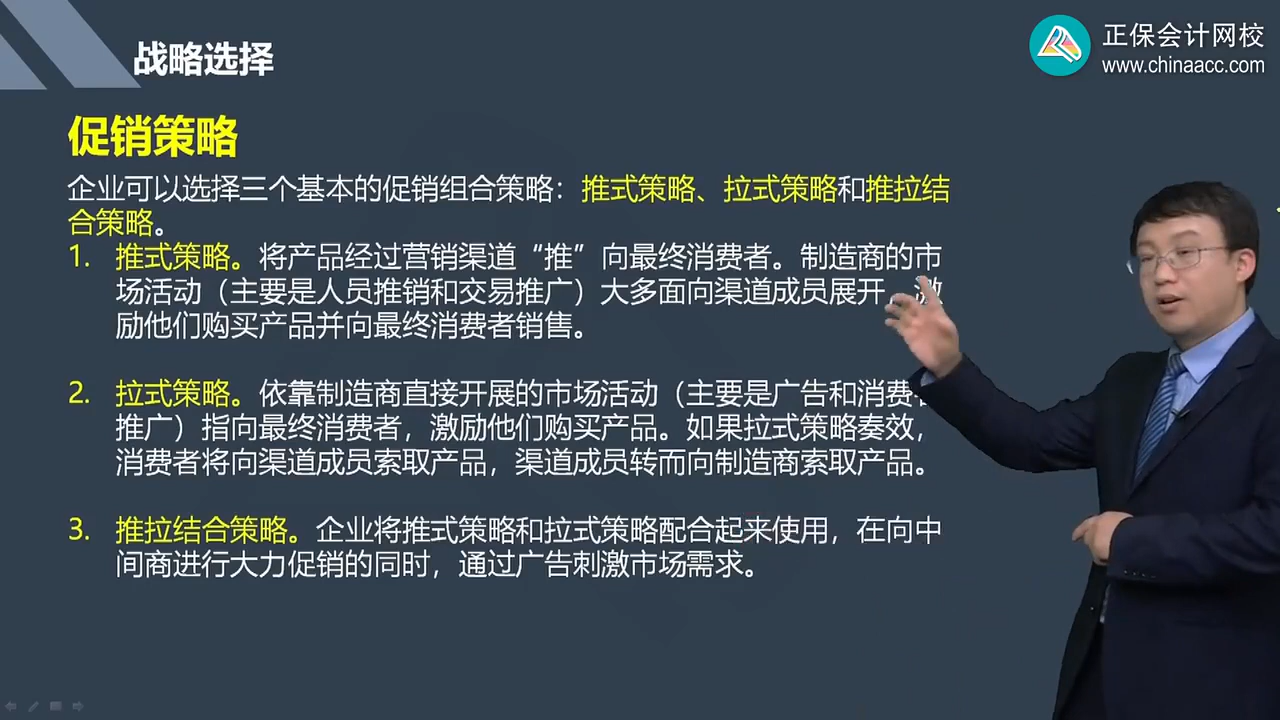 战略选择
正保会计网校
www.chinaacc.com
促销策略
企业可以选择三个基本的促销组合策略：推式策略、拉式策略和推拉结
合策略。
1. 推式策略。将产品经过营销渠道“推”向最终消费者。制造商的市
场活动（主要是人员推销和交易推广）大多面向渠道成员展开，激
励他们购买产品并向最终消费者销售。
2. 拉式策略。依靠制造商直接开展的市场活动（主要是广告和消费者
推广）指向最终消费者，激励他们购买产品。如果拉式策略奏效，
消费者将向渠道成员索取产品，渠道成员转而向制造商索取产品。
3. 推拉结合策略。企业将推式策略和拉式策略配合起来使用，在向中
间商进行大力促销的同时，通过广告刺激市场需求。